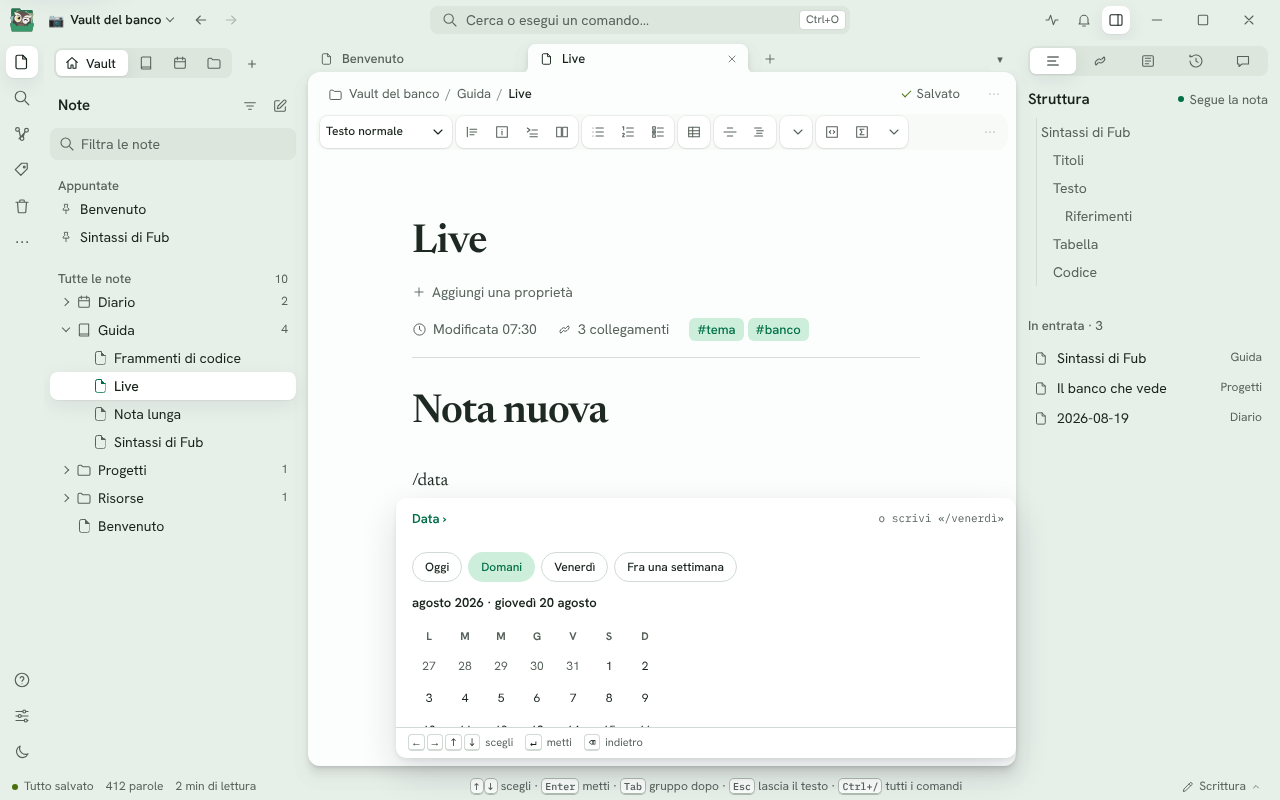 Vault del banco
Cerca o esegui un comando…
Ctrl+O
Vault
Benvenuto
Live
Note
Filtra le note
Appuntate
Benvenuto
Sintassi di Fub
Tutte le note 10
Diario 2
Guida 4
Frammenti di codice
Live
Nota lunga
Sintassi di Fub
Progetti 1
Risorse 1
Benvenuto
Vault del banco / Guida / Live
Salvato
Testo normale
Live
Aggiungi una proprietà
Modificata 07:30 3 collegamenti #tema #banco
Nota nuova
/data
Data › o scrivi «/venerdì»
Oggi Domani Venerdì Fra una settimana
agosto 2026 · giovedì 20 agosto
L M M G V S D
27 28 29 30 31 1 2
3 4 5 6 7 8 9
← → ↑ ↓ scegli ↵ metti ⌫ indietro
Struttura
Segue la nota
Sintassi di Fub
Titoli
Testo
Riferimenti
Tabella
Codice
In entrata · 3
Sintassi di Fub Guida
Il banco che vede Progetti
2026-08-19 Diario
Tutto salvato 412 parole 2 min di lettura
↑ ↓ scegli · Enter metti · Tab gruppo dopo · Esc lascia il testo · Ctrl+/ tutti i comandi
Scrittura